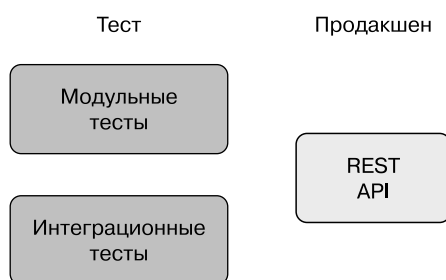 Тест
Продакшен
Модульные
тесты
REST
API
Интеграционные
тесты